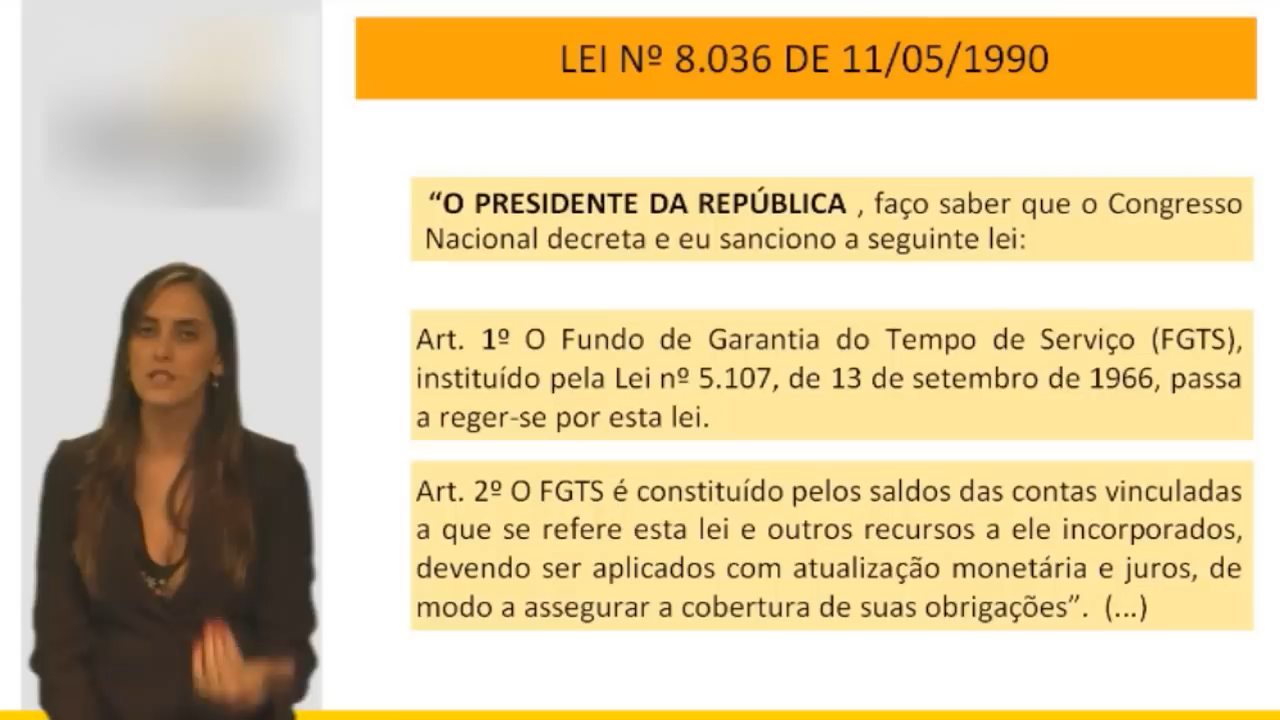 LEI Nº 8.036 DE 11/05/1990
“O PRESIDENTE DA REPÚBLICA , faço saber que o Congresso
Nacional decreta e eu sanciono a seguinte lei:
Art. 1º O Fundo de Garantia do Tempo de Serviço (FGTS),
instituído pela Lei nº 5.107, de 13 de setembro de 1966, passa
a reger-se por esta lei.
Art. 2º O FGTS é constituído pelos saldos das contas vinculadas
a que se refere esta lei e outros recursos a ele incorporados,
devendo ser aplicados com atualização monetária e juros, de
modo a assegurar a cobertura de suas obrigações”. (...)